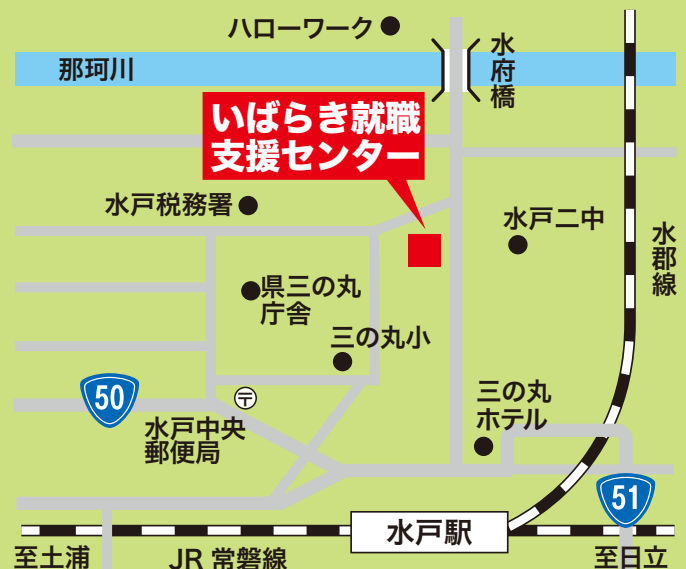 ハローワーク
那珂川
水府橋
いばらき就職
支援センター
水戸税務署
水戸二中
水郡線
県三の丸
庁舎
三の丸小
50
三の丸
ホテル
〒
水戸中央
郵便局
51
水戸駅
至土浦
JR 常磐線
至日立